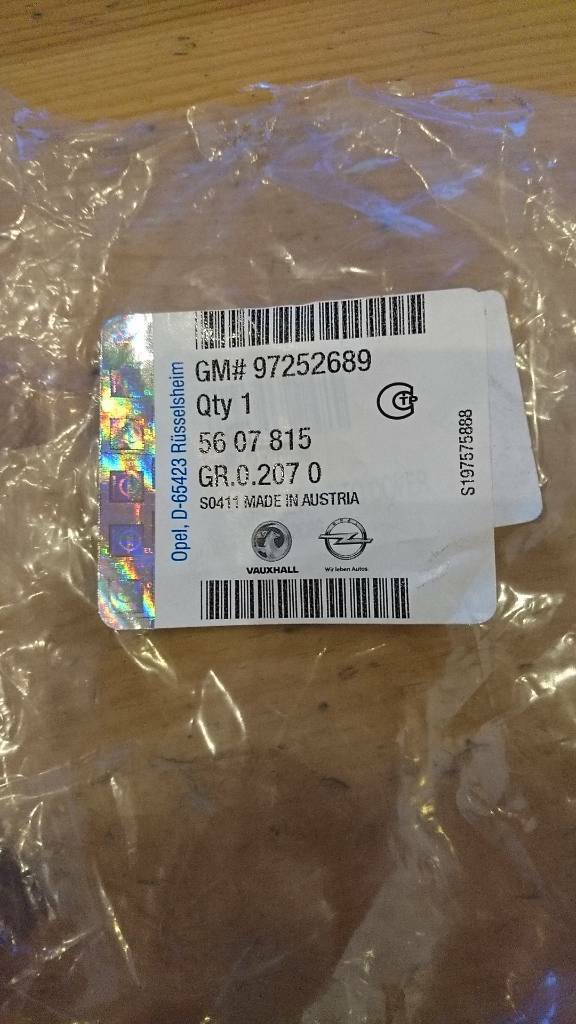 GM# 97252689
Qty 1
56 07 815
GR.0.207 0
S0411 MADE IN AUSTRIA
VAUXHALL
Wir leben Autos.
Opel, D-65423 Rüsselsheim
S197575888
CTP